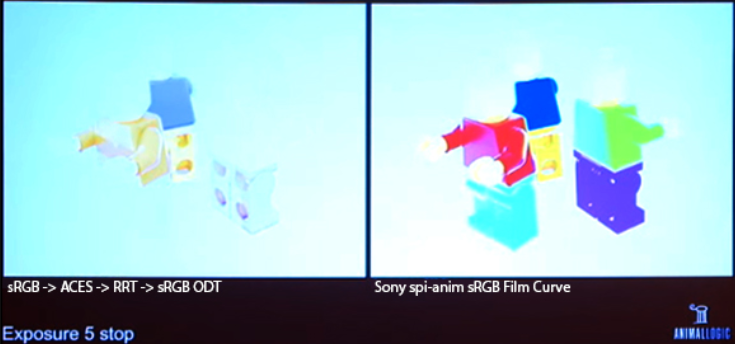 sRGB -> ACES -> RRT -> sRGB ODT
Sony spi-anim sRGB Film Curve
Exposure 5 stop
ANIMALLOGIC